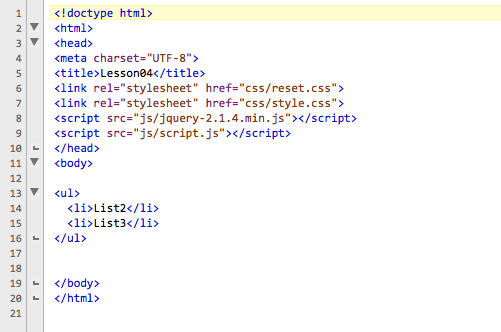 1 <!doctype html>
2 <html>
3 <head>
4 <meta charset="UTF-8">
5 <title>Lesson04</title>
6 <link rel="stylesheet" href="css/reset.css">
7 <link rel="stylesheet" href="css/style.css">
8 <script src="js/jquery-2.1.4.min.js"></script>
9 <script src="js/script.js"></script>
10 </head>
11 <body>
12
13 <ul>
14   <li>List2</li>
15   <li>List3</li>
16 </ul>
17
18
19 </body>
20 </html>
21